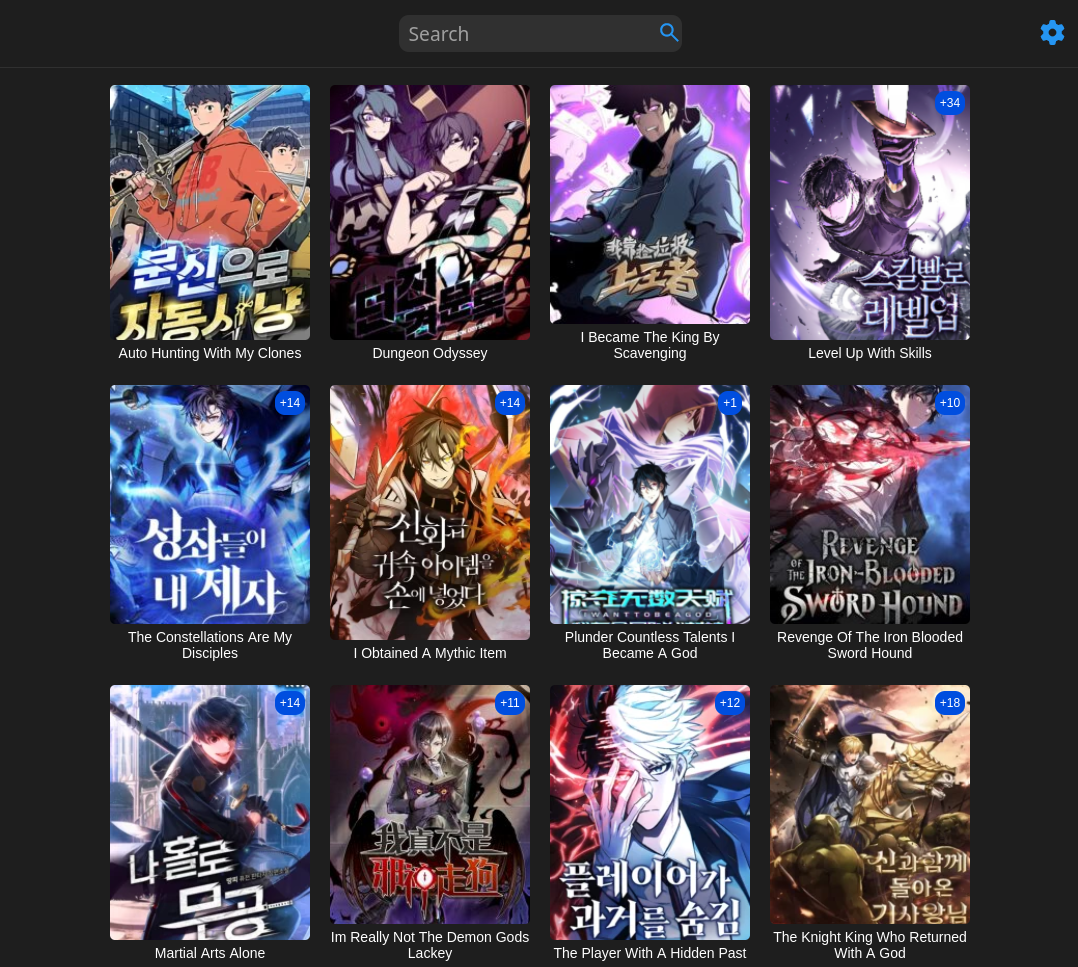 Search
문신으로
자동사냥
Auto Hunting With My Clones
던전
오디세이
Dungeon Odyssey
我靠捡垃圾
上王者
I Became The King By
Scavenging
+34
스킬빨로
레벨업
Level Up With Skills
+14
성좌들이
내 제자
The Constellations Are My
Disciples
+14
신화급
귀속 아이템을
손에 넣었다
I Obtained A Mythic Item
+1
掠夺无数天赋
IWANTTOBEAGOD
Plunder Countless Talents I
Became A God
+10
REVENGE
OF THE IRON-BLOODED
SWORD HOUND
Revenge Of The Iron Blooded
Sword Hound
+14
나 홀로
무공
Martial Arts Alone
+11
我真不是
邪神走狗
Im Really Not The Demon Gods
Lackey
+12
플레이어가
과거를 숨김
The Player With A Hidden Past
+18
신과 함께
돌아온
기사왕님
The Knight King Who Returned
With A God